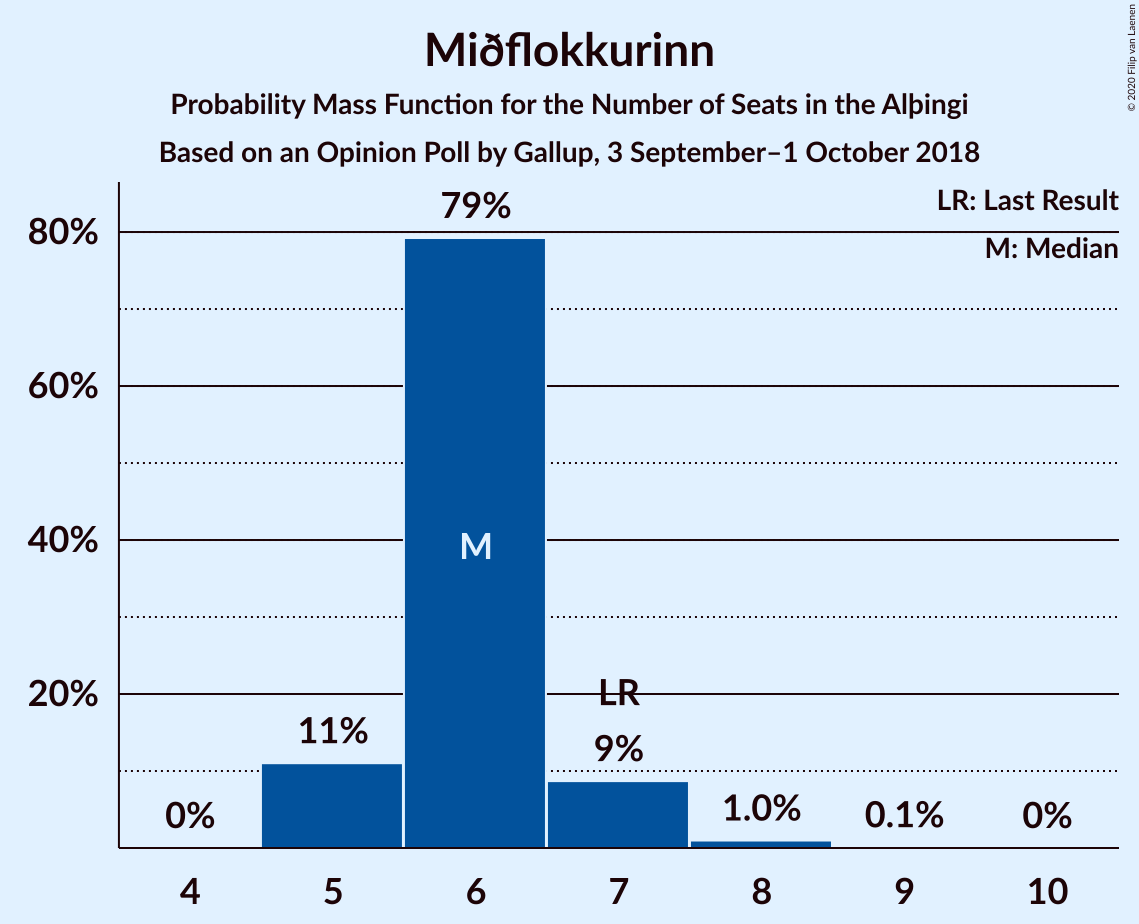 Miðflokkurinn
Probability Mass Function for the Number of Seats in the Alþingi
Based on an Opinion Poll by Gallup, 3 September–1 October 2018
© 2020 Filip van Laenen
LR: Last Result
M: Median
80%
60%
40%
20%
0%
11%
79%
M
LR
9%
1.0%
0.1%
0%
4 5 6 7 8 9 10